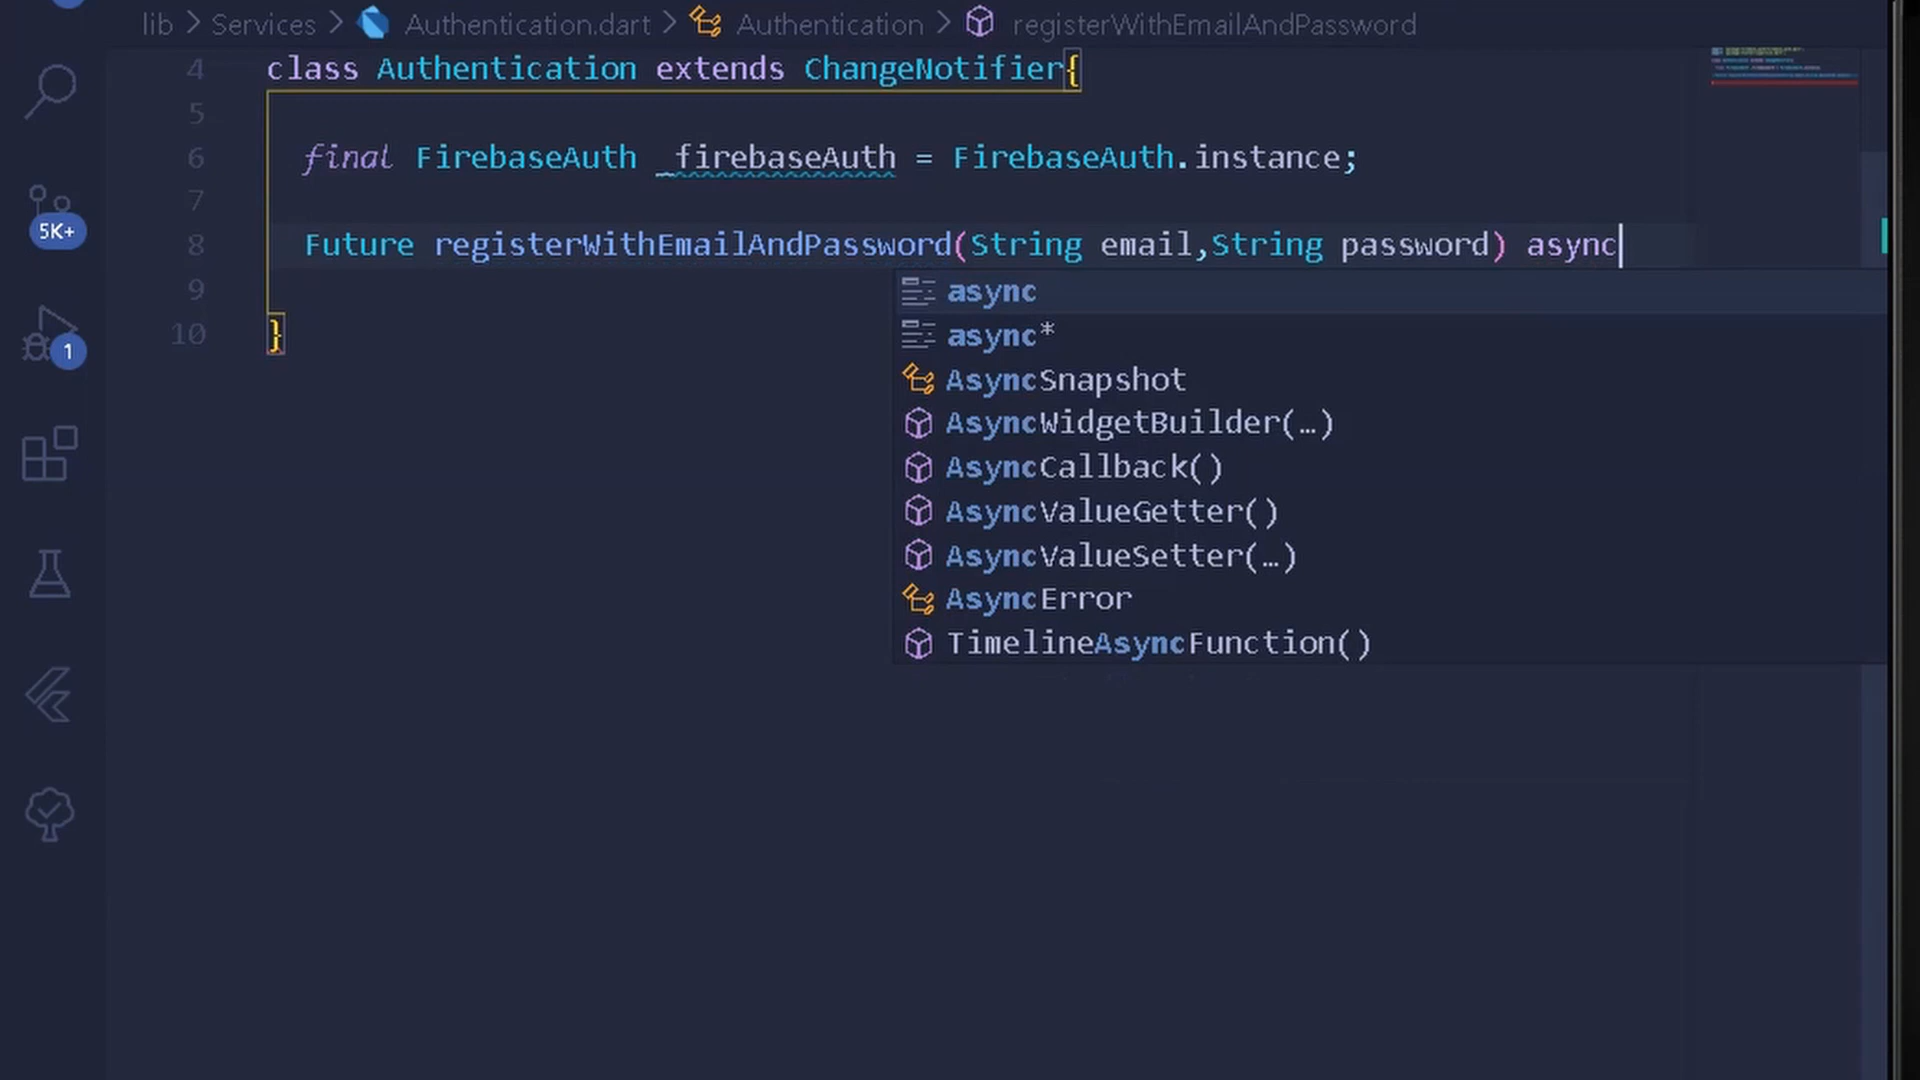 lib > Services > Authentication.dart > Authentication > registerWithEmailAndPassword
4 class Authentication extends ChangeNotifier{
5
6 final FirebaseAuth _firebaseAuth = FirebaseAuth.instance;
7
8 Future registerWithEmailAndPassword(String email,String password) async
9
10 }
async
async*
AsyncSnapshot
AsyncWidgetBuilder(…)
AsyncCallback()
AsyncValueGetter()
AsyncValueSetter(…)
AsyncError
TimelineAsyncFunction()
5K+
1